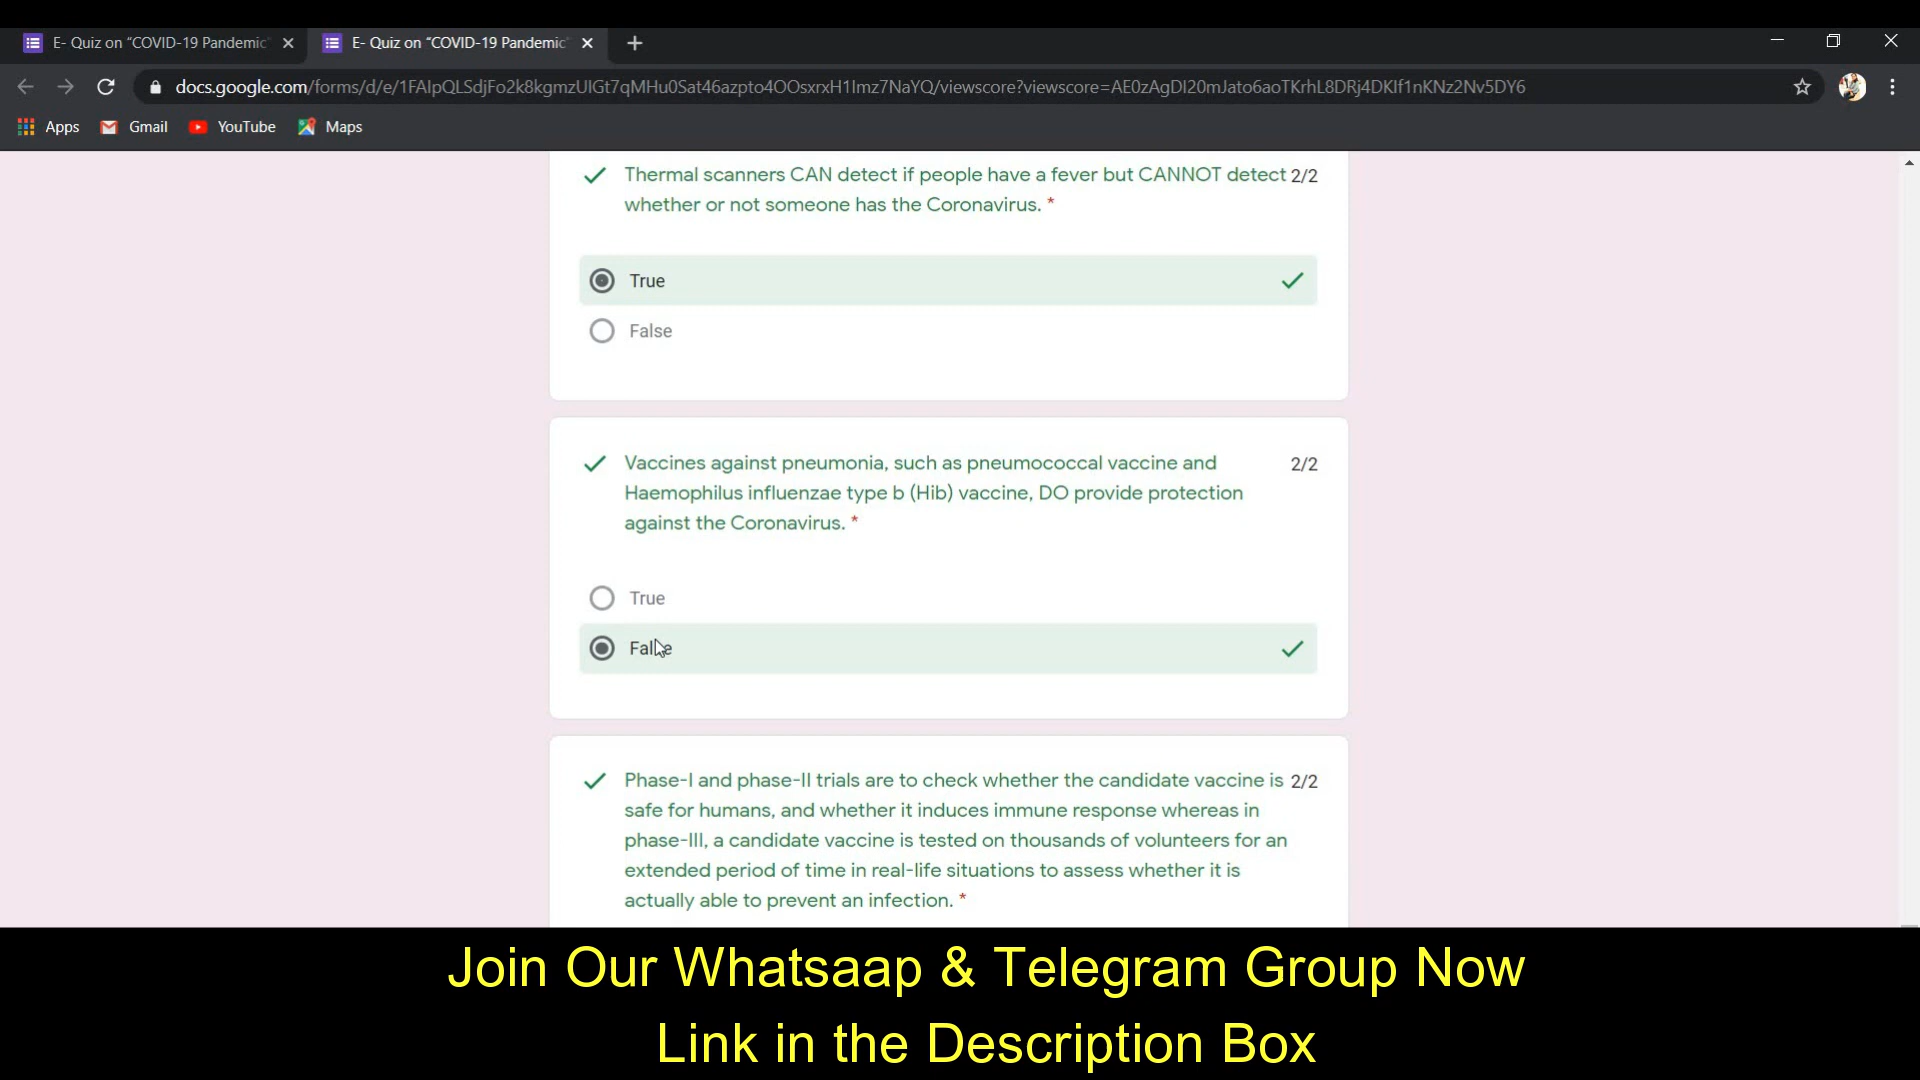 E- Quiz on “COVID-19 Pandemic”
E- Quiz on “COVID-19 Pandemic”
docs.google.com/forms/d/e/1FAIpQLSdjFo2k8kgmzUIGt7qMHu0Sat46azpto4OOsxrxH1Imz7NaYQ/viewscore?viewscore=AE0zAgDI20mJato6aoTKrhL8DRj4DKIf1nKNz2Nv5DY6
Apps Gmail YouTube Maps
Thermal scanners CAN detect if people have a fever but CANNOT detect 2/2
whether or not someone has the Coronavirus. *
True
False
Vaccines against pneumonia, such as pneumococcal vaccine and 2/2
Haemophilus influenzae type b (Hib) vaccine, DO provide protection
against the Coronavirus. *
True
False
Phase-I and phase-II trials are to check whether the candidate vaccine is 2/2
safe for humans, and whether it induces immune response whereas in
phase-III, a candidate vaccine is tested on thousands of volunteers for an
extended period of time in real-life situations to assess whether it is
actually able to prevent an infection. *
Join Our Whatsaap & Telegram Group Now
Link in the Description Box